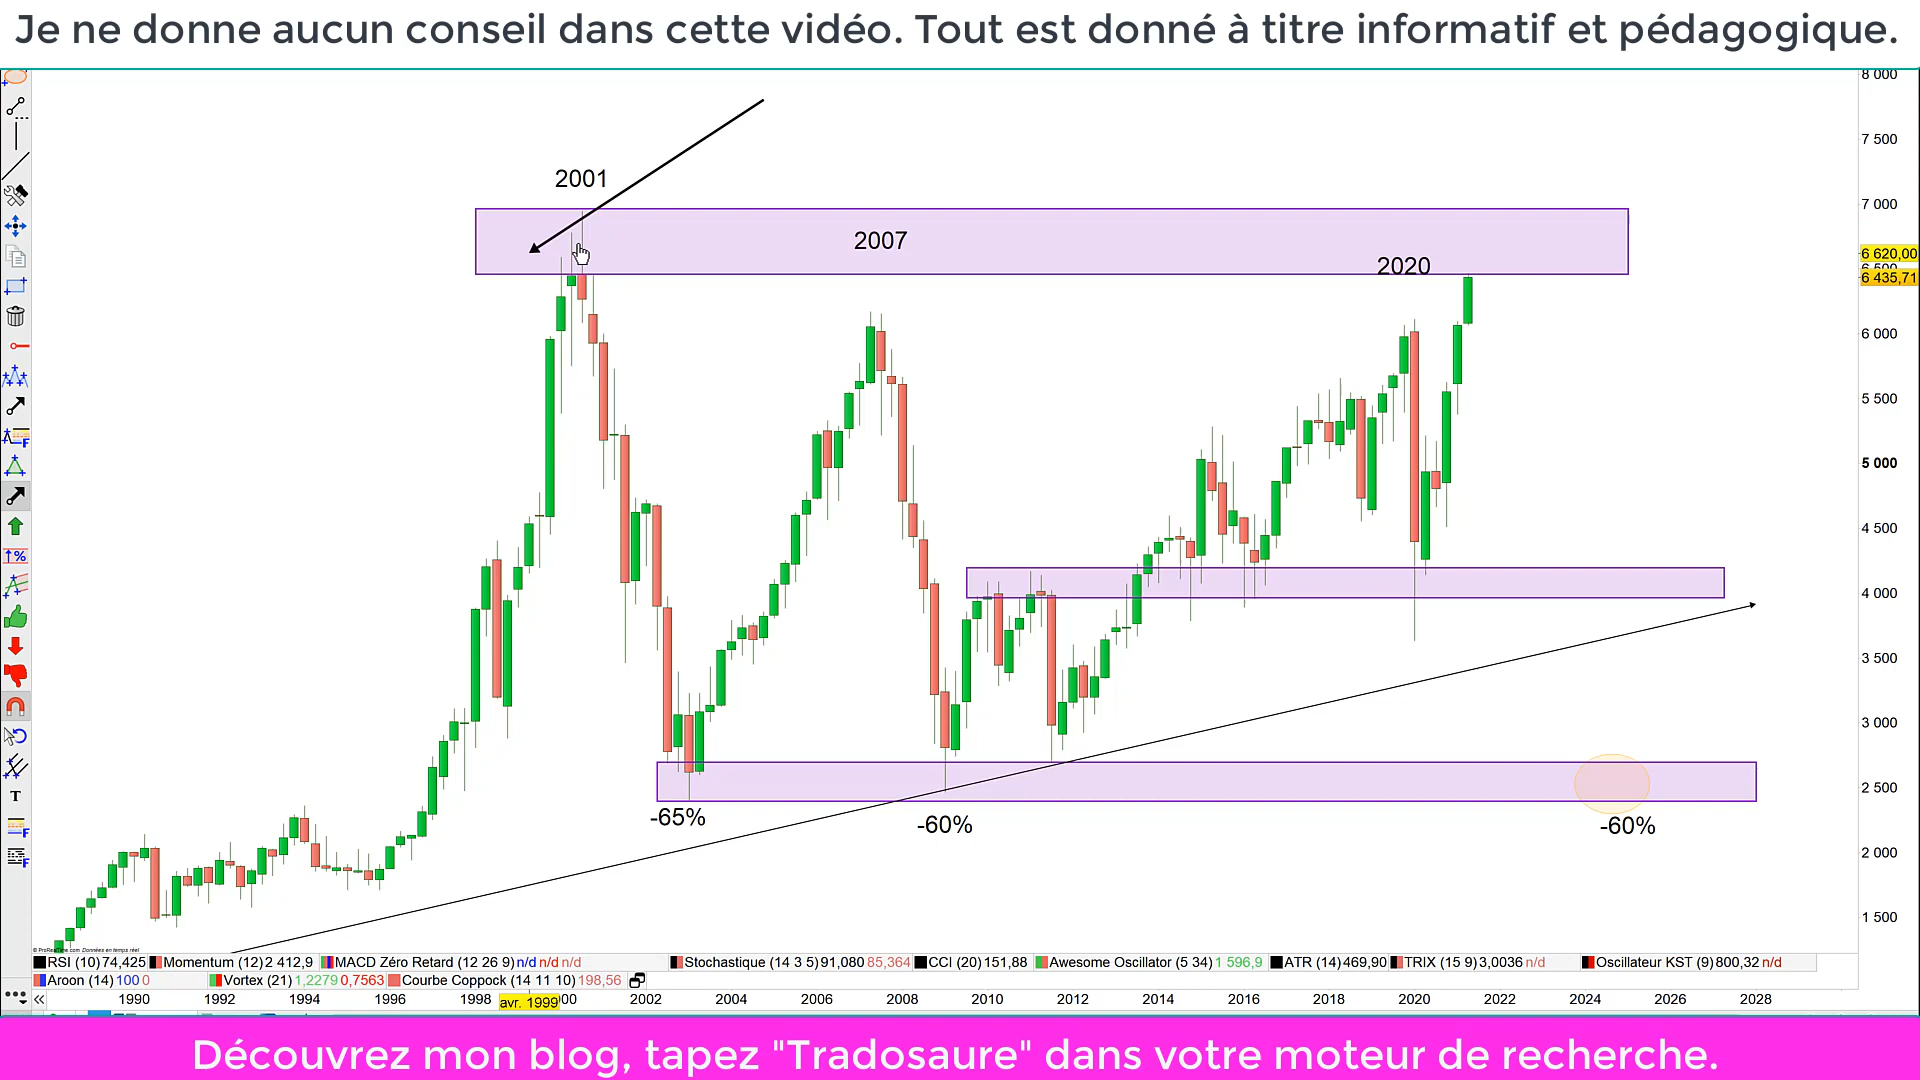 Je ne donne aucun conseil dans cette vidéo. Tout est donné à titre informatif et pédagogique.
8 000
7 500
2001
7 000
2007
6 620,00
2020
6 435,71
6 000
5 500
5 000
4 500
4 000
3 500
3 000
2 500
-65%
-60%
-60%
2 000
1 500
© ProRealTime.com Données en temps réel
RSI (10) 74,425 Momentum (12) 2 412,9 MACD Zéro Retard (12 26 9) n/d n/d n/d Stochastique (14 3 5) 91,080 85,364 CCI (20) 151,88 Awesome Oscillator (5 34) 1 596,9 ATR (14) 469,90 TRIX (15 9) 3,0036 n/d Oscillateur KST (9) 800,32 n/d
Aroon (14) 100 0 Vortex (21) 1,2279 0,7563 Courbe Coppock (14 11 10) 198,56
1990 1992 1994 1996 1998 avr. 1999 00 2002 2004 2006 2008 2010 2012 2014 2016 2018 2020 2022 2024 2026 2028
T
F
F
F
%
Découvrez mon blog, tapez "Tradosaure" dans votre moteur de recherche.